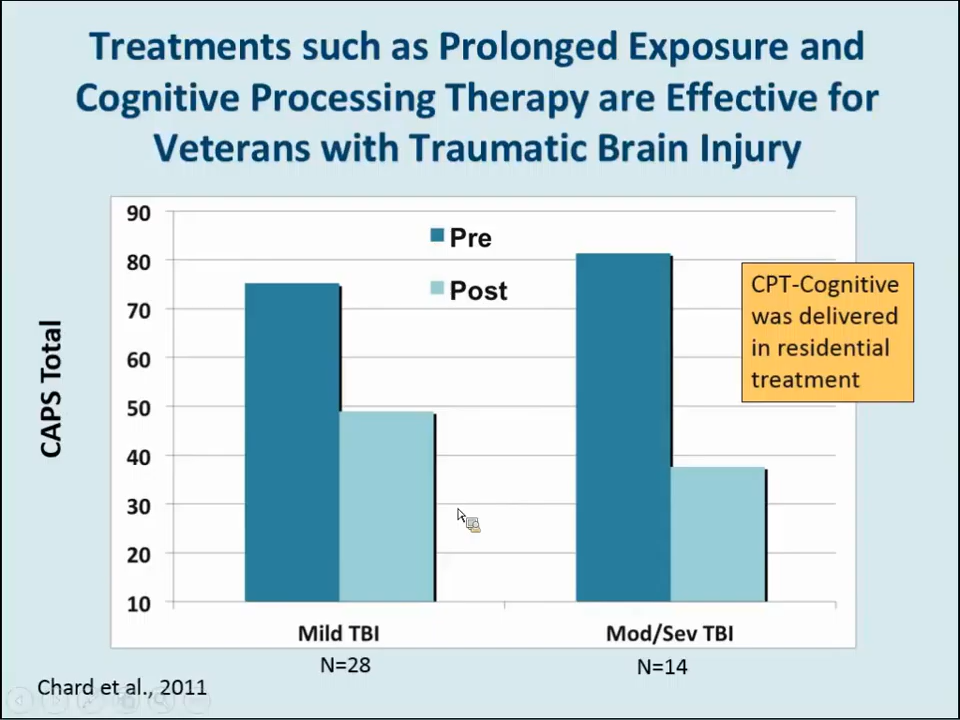 Treatments such as Prolonged Exposure and
Cognitive Processing Therapy are Effective for
Veterans with Traumatic Brain Injury
90
80
70
60
50
40
30
20
10
CAPS Total
Pre
Post
CPT-Cognitive
was delivered
in residential
treatment
Mild TBI
Mod/Sev TBI
N=28
N=14
Chard et al., 2011